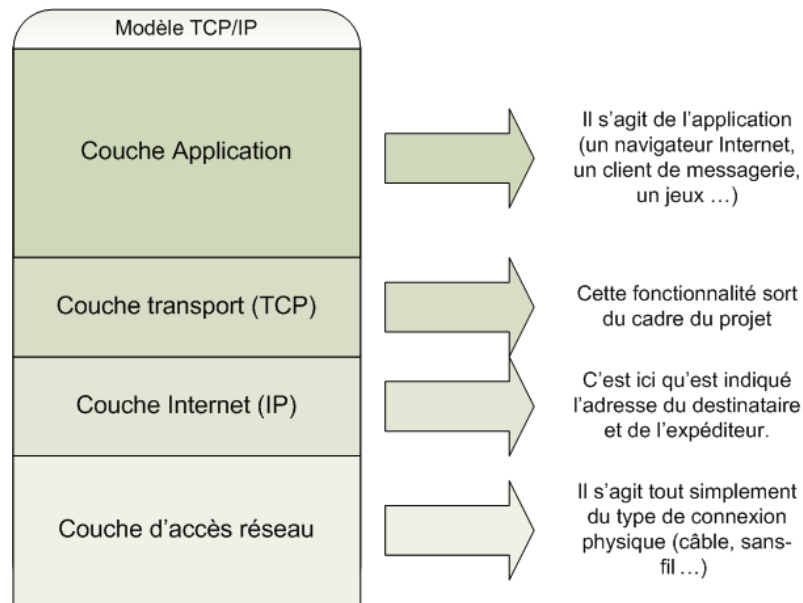 Modèle TCP/IP
Couche Application
Il s'agit de l'application
(un navigateur Internet,
un client de messagerie,
un jeux …)
Couche transport (TCP)
Cette fonctionnalité sort
du cadre du projet
Couche Internet (IP)
C'est ici qu'est indiqué
l'adresse du destinataire
et de l'expéditeur.
Couche d'accès réseau
Il s'agit tout simplement
du type de connexion
physique (câble, sans-
fil …)